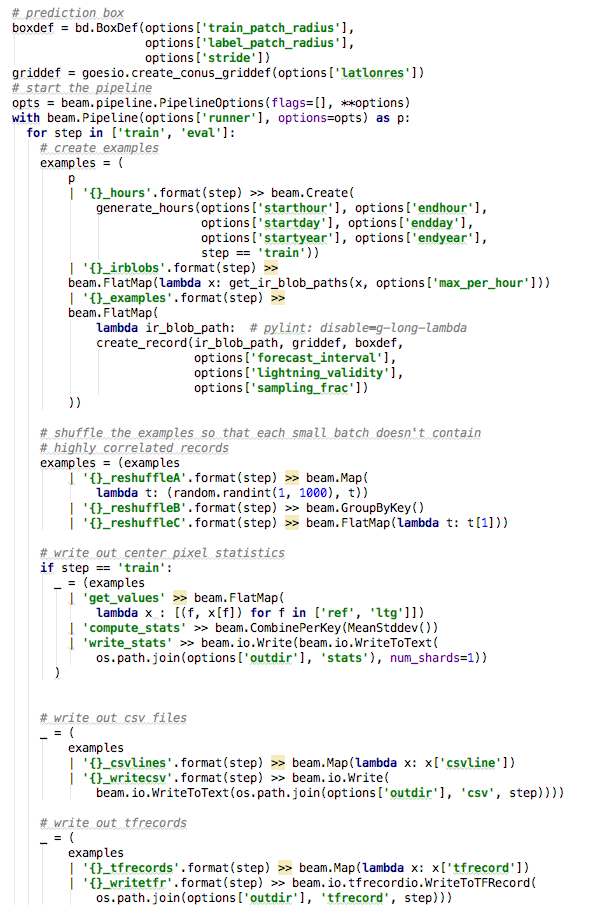 # prediction box
boxdef = bd.BoxDef(options['train_patch_radius'],
                   options['label_patch_radius'],
                   options['stride'])
griddef = goesio.create_conus_griddef(options['latlonres'])
# start the pipeline
opts = beam.pipeline.PipelineOptions(flags=[], **options)
with beam.Pipeline(options['runner'], options=opts) as p:
  for step in ['train', 'eval']:
    # create examples
    examples = (
        p
        | '{}_hours'.format(step) >> beam.Create(
            generate_hours(options['starthour'], options['endhour'],
                           options['startday'], options['endday'],
                           options['startyear'], options['endyear'],
                           step == 'train'))
        | '{}_irblobs'.format(step) >>
        beam.FlatMap(lambda x: get_ir_blob_paths(x, options['max_per_hour']))
        | '{}_examples'.format(step) >>
        beam.FlatMap(
            lambda ir_blob_path:  # pylint: disable=g-long-lambda
            create_record(ir_blob_path, griddef, boxdef,
                          options['forecast_interval'],
                          options['lightning_validity'],
                          options['sampling_frac'])
        ))

    # shuffle the examples so that each small batch doesn't contain
    # highly correlated records
    examples = (examples
        | '{}_reshuffleA'.format(step) >> beam.Map(
            lambda t: (random.randint(1, 1000), t))
        | '{}_reshuffleB'.format(step) >> beam.GroupByKey()
        | '{}_reshuffleC'.format(step) >> beam.FlatMap(lambda t: t[1]))

    # write out center pixel statistics
    if step == 'train':
      _ = (examples
        | 'get_values' >> beam.FlatMap(
            lambda x : [(f, x[f]) for f in ['ref', 'ltg']])
        | 'compute_stats' >> beam.CombinePerKey(MeanStddev())
        | 'write_stats' >> beam.io.Write(beam.io.WriteToText(
            os.path.join(options['outdir'], 'stats'), num_shards=1))
      )

    # write out csv files
    _ = (
        examples
        | '{}_csvlines'.format(step) >> beam.Map(lambda x: x['csvline'])
        | '{}_writecsv'.format(step) >> beam.io.Write(
            beam.io.WriteToText(os.path.join(options['outdir'], 'csv', step))))

    # write out tfrecords
    _ = (
        examples
        | '{}_tfrecords'.format(step) >> beam.Map(lambda x: x['tfrecord'])
        | '{}_writetfr'.format(step) >> beam.io.tfrecordio.WriteToTFRecord(
            os.path.join(options['outdir'], 'tfrecord', step)))